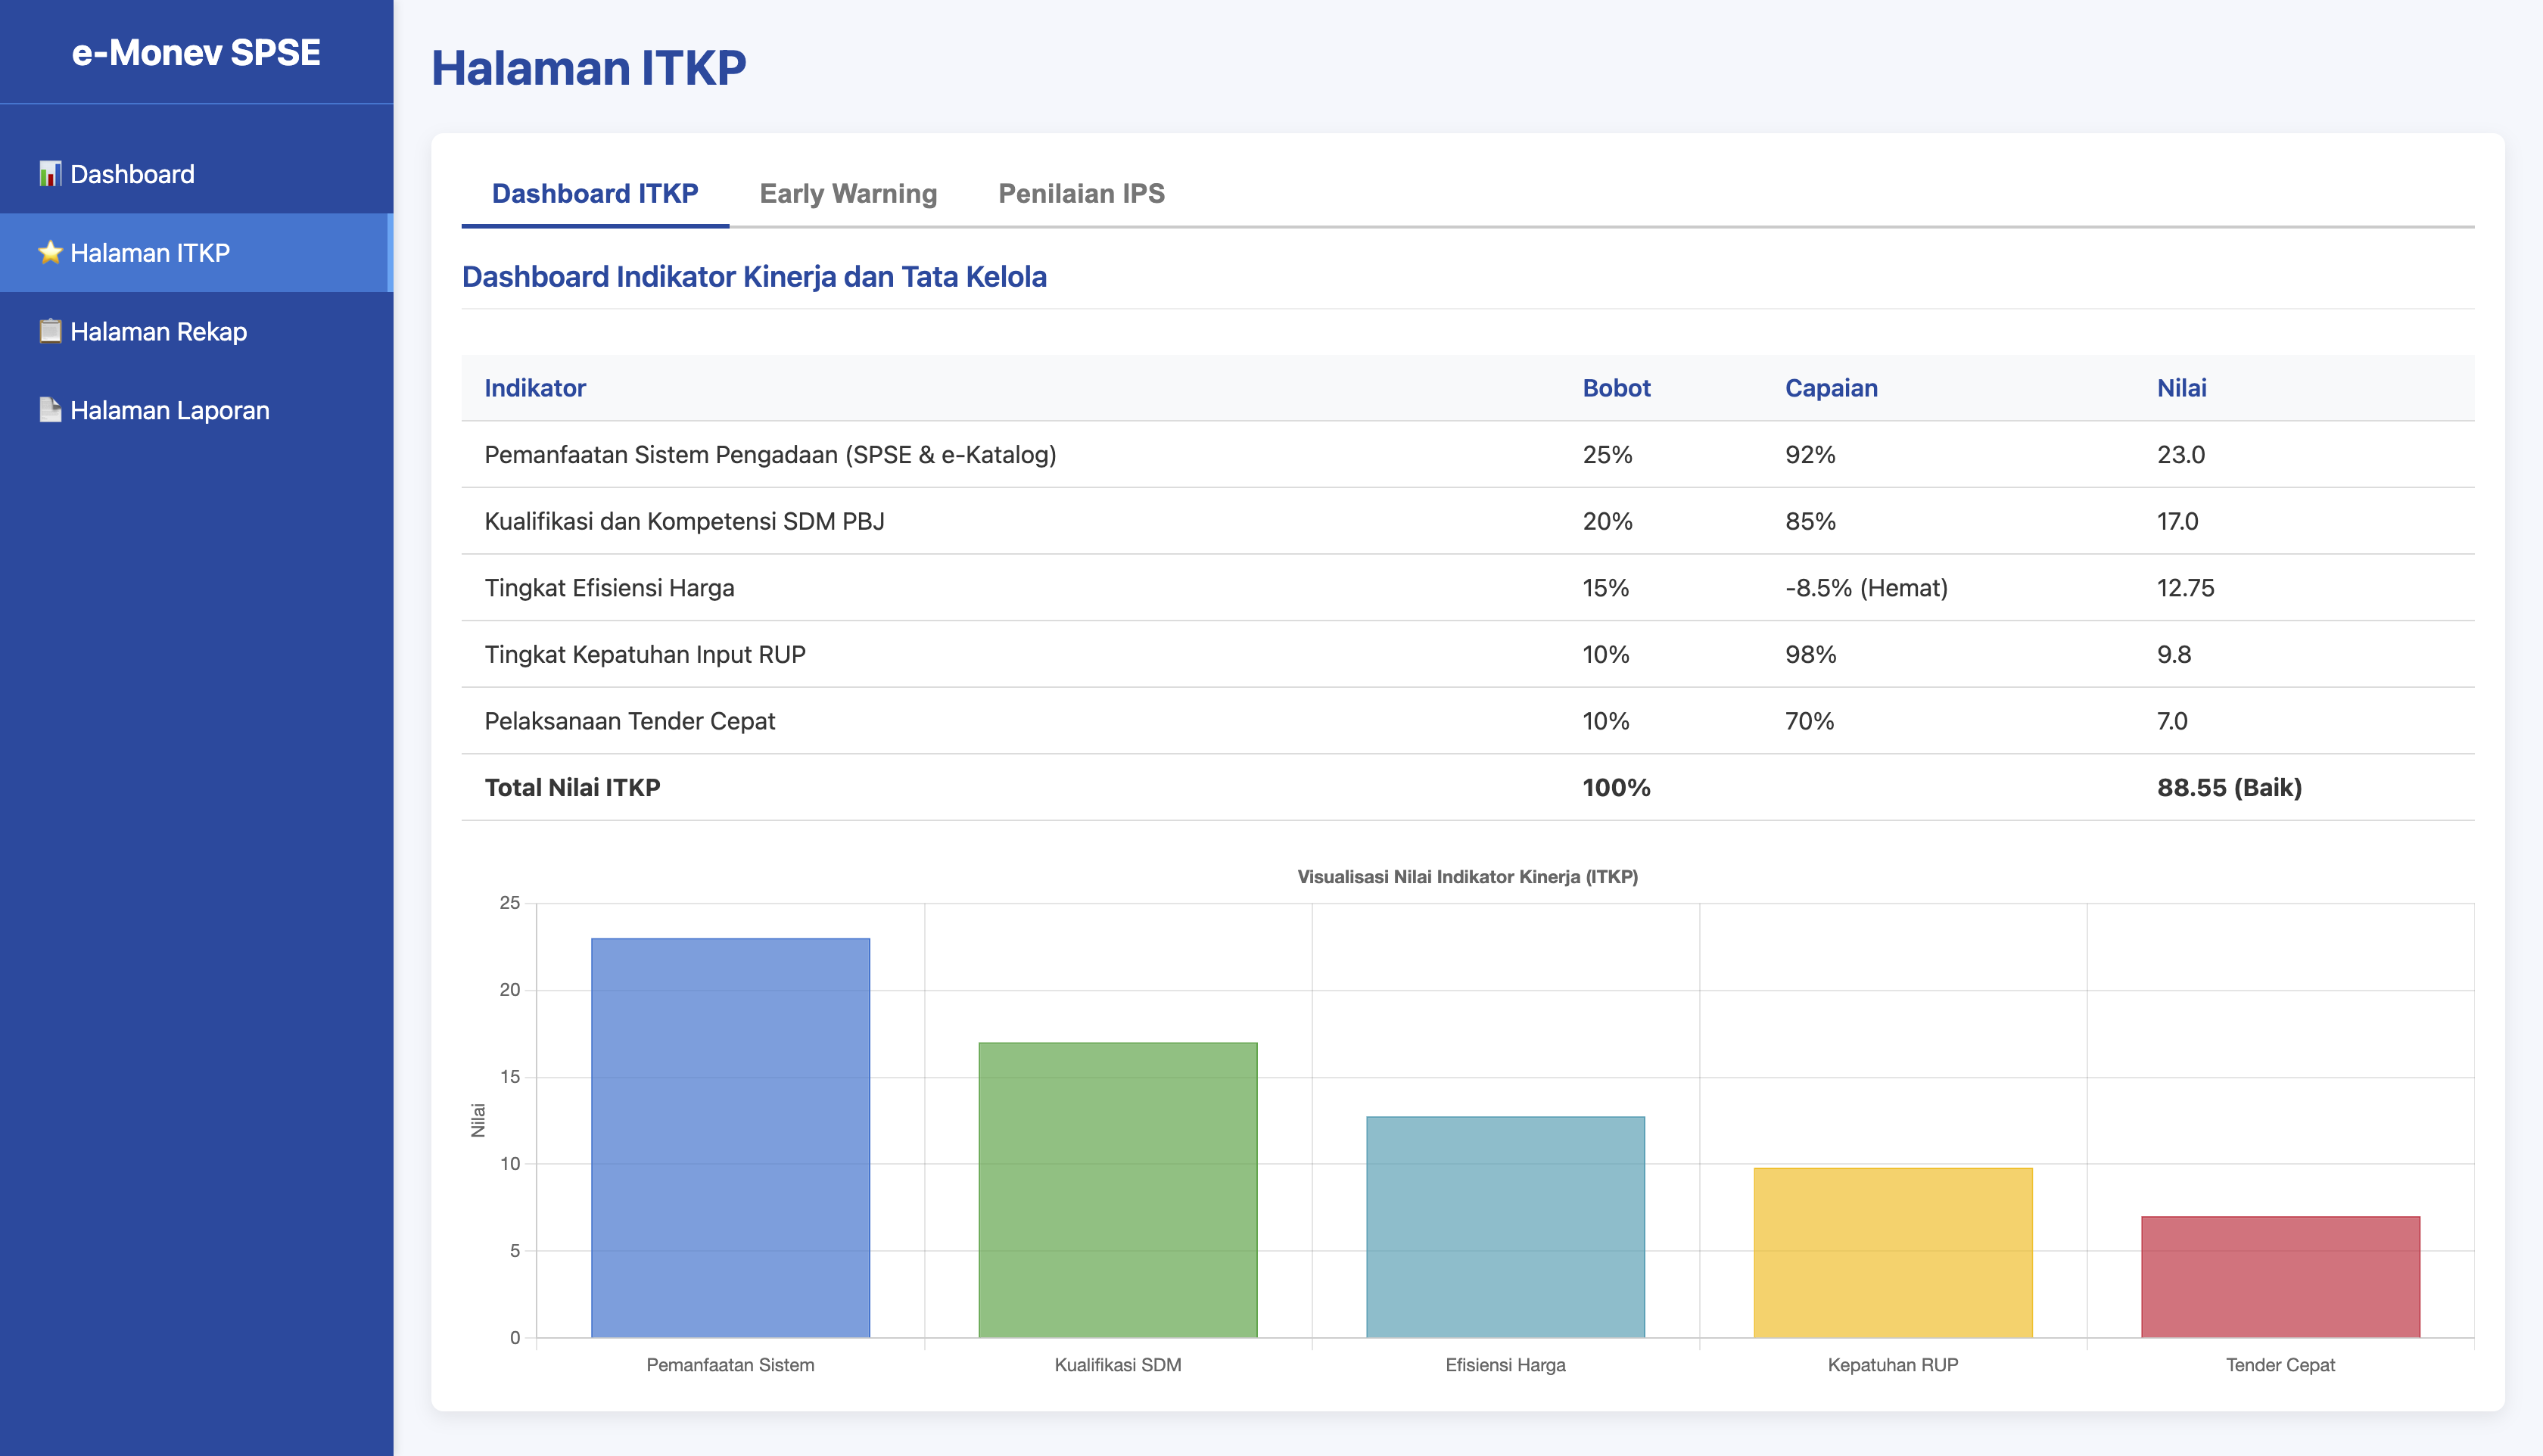 e-Monev SPSE
Dashboard
Halaman ITKP
Halaman Rekap
Halaman Laporan
Halaman ITKP
Dashboard ITKP Early Warning Penilaian IPS
Dashboard Indikator Kinerja dan Tata Kelola
Indikator Bobot Capaian Nilai
Pemanfaatan Sistem Pengadaan (SPSE & e-Katalog) 25% 92% 23.0
Kualifikasi dan Kompetensi SDM PBJ 20% 85% 17.0
Tingkat Efisiensi Harga 15% -8.5% (Hemat) 12.75
Tingkat Kepatuhan Input RUP 10% 98% 9.8
Pelaksanaan Tender Cepat 10% 70% 7.0
Total Nilai ITKP 100% 88.55 (Baik)
Visualisasi Nilai Indikator Kinerja (ITKP)
25
20
15
10
5
0
Nilai
Pemanfaatan Sistem Kualifikasi SDM Efisiensi Harga Kepatuhan RUP Tender Cepat